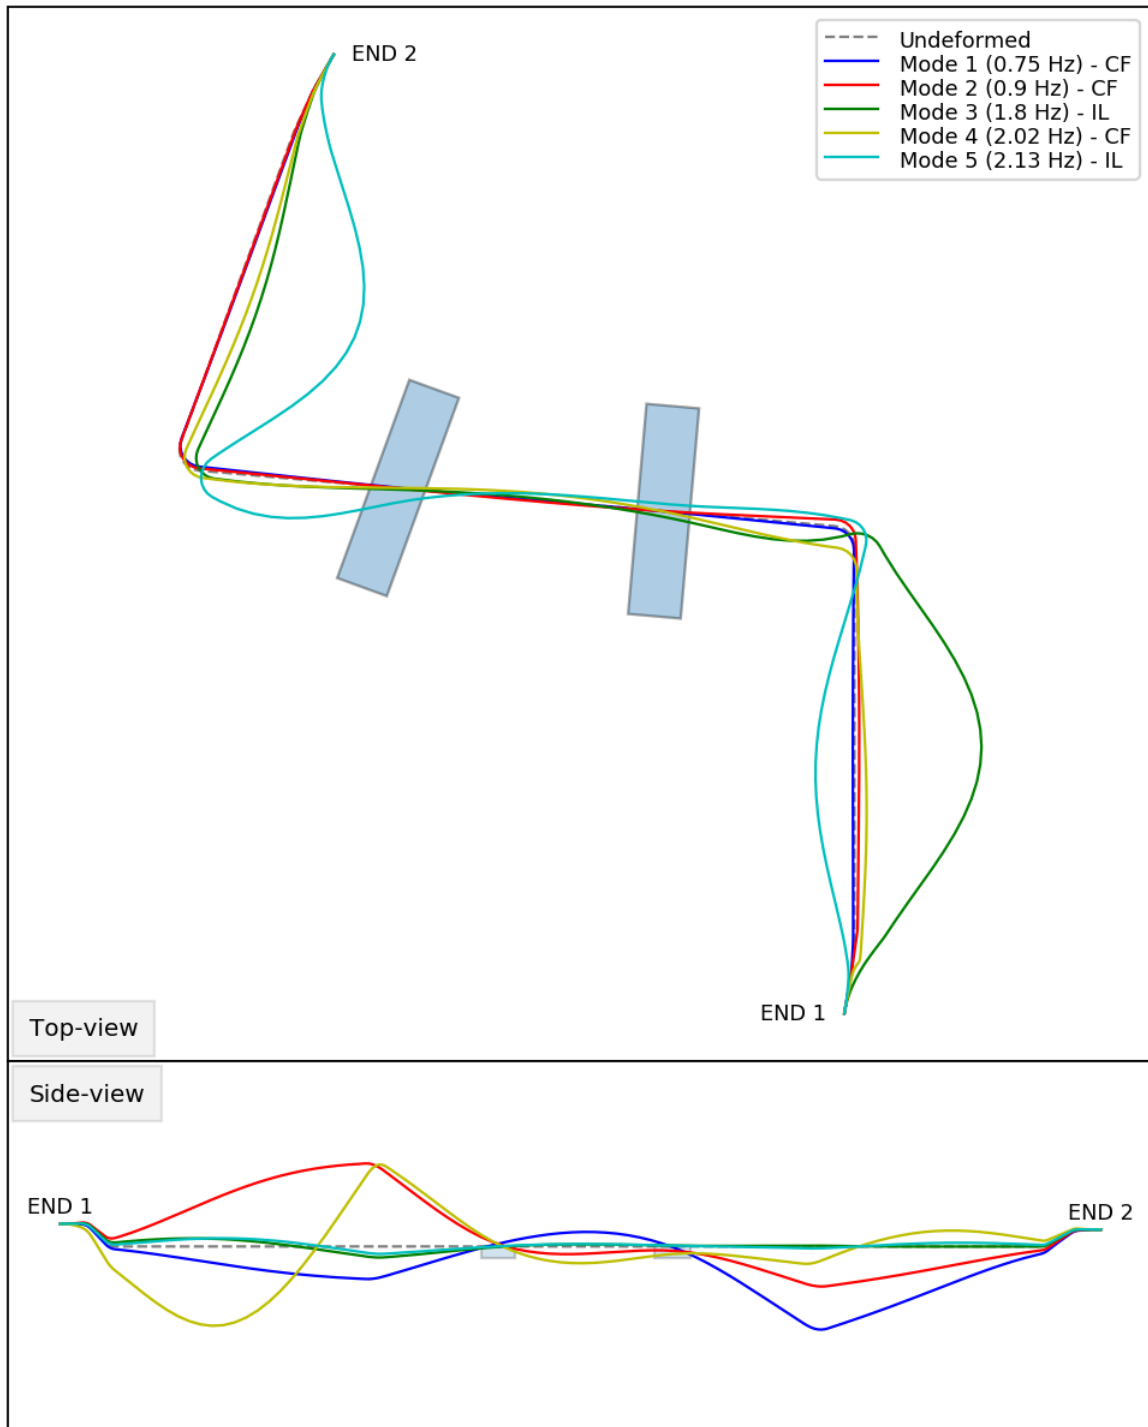 END 2
Undeformed
Mode 1 (0.75 Hz) - CF
Mode 2 (0.9 Hz) - CF
Mode 3 (1.8 Hz) - IL
Mode 4 (2.02 Hz) - CF
Mode 5 (2.13 Hz) - IL
END 1
Top-view
Side-view
END 1
END 2